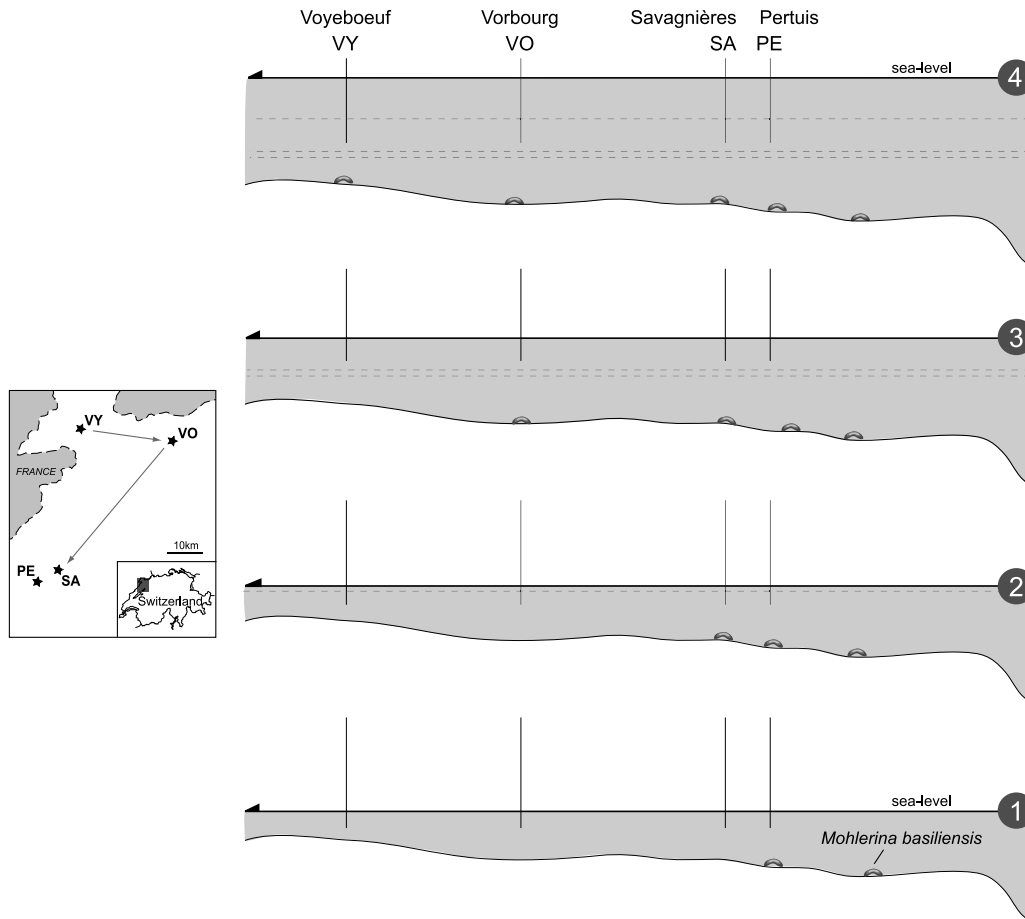 Voyeboeuf Vorbourg Savagnières Pertuis
VY VO SA PE
sea-level
4
3
VY
VO
FRANCE
10km
PE SA
Switzerland
2
sea-level
1
Mohlerina basiliensis